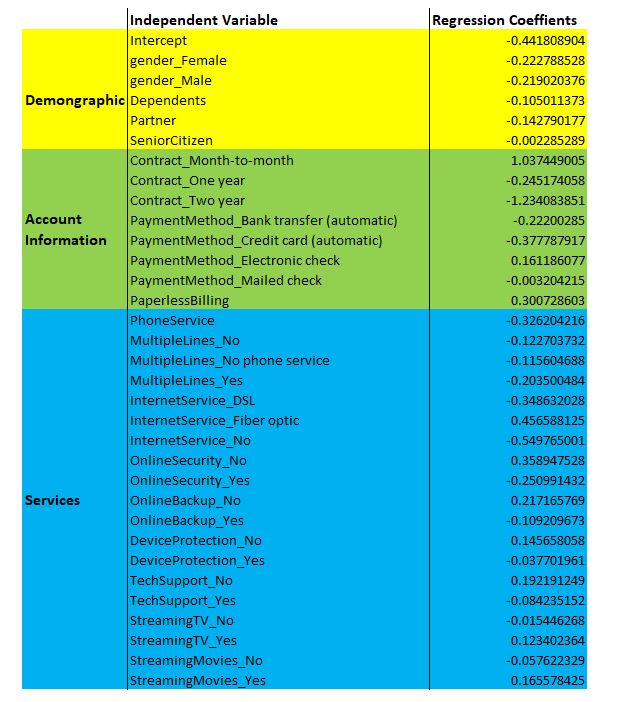 Independent Variable Regression Coeffients
Intercept -0.441808904
gender_Female -0.222788528
gender_Male -0.219020376
Demongraphic Dependents -0.105011373
Partner -0.142790177
SeniorCitizen -0.002285289
Contract_Month-to-month 1.037449005
Contract_One year -0.245174058
Contract_Two year -1.234083851
Account Information PaymentMethod_Bank transfer (automatic) -0.22200285
PaymentMethod_Credit card (automatic) -0.377787917
PaymentMethod_Electronic check 0.161186077
PaymentMethod_Mailed check -0.003204215
PaperlessBilling 0.300728603
PhoneService -0.326204216
MultipleLines_No -0.122703732
MultipleLines_No phone service -0.115604688
MultipleLines_Yes -0.203500484
InternetService_DSL -0.348632028
InternetService_Fiber optic 0.456588125
InternetService_No -0.549765001
OnlineSecurity_No 0.358947528
OnlineSecurity_Yes -0.250991432
Services OnlineBackup_No 0.217165769
OnlineBackup_Yes -0.109209673
DeviceProtection_No 0.145658058
DeviceProtection_Yes -0.037701961
TechSupport_No 0.192191249
TechSupport_Yes -0.084235152
StreamingTV_No -0.015446268
StreamingTV_Yes 0.123402364
StreamingMovies_No -0.057622329
StreamingMovies_Yes 0.165578425